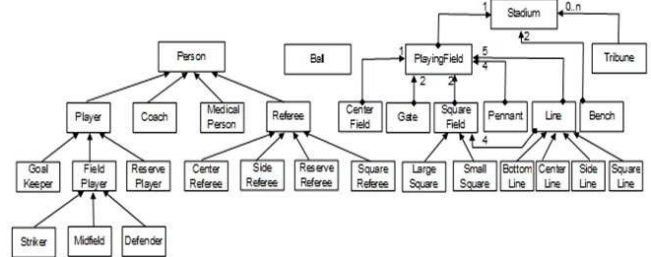 1
Stadium
0..n
2
Person
Ball
1
PlayingField
5
4
Tribune
2
2
Player
Coach
Medical
Person
Referee
Center
Field
Gate
Square
Field
Pennant
Line
Bench
4
Goal
Keeper
Field
Player
Reserve
Player
Center
Referee
Side
Referee
Reserve
Referee
Square
Referee
Large
Square
Small
Square
Bottom
Line
Center
Line
Side
Line
Square
Line
Striker
Midfield
Defender